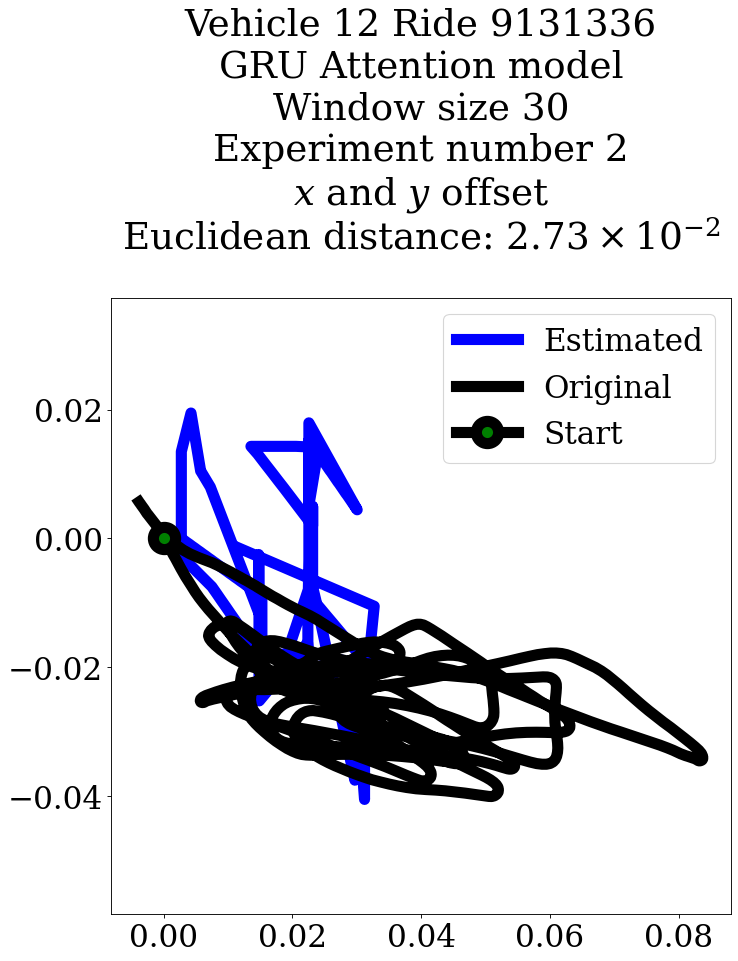 Vehicle 12 Ride 9131336
GRU Attention model
Window size 30
Experiment number 2
x and y offset
Euclidean distance: 2.73 × 10⁻²
Estimated
Original
Start
0.02
0.00
−0.02
−0.04
0.00 0.02 0.04 0.06 0.08